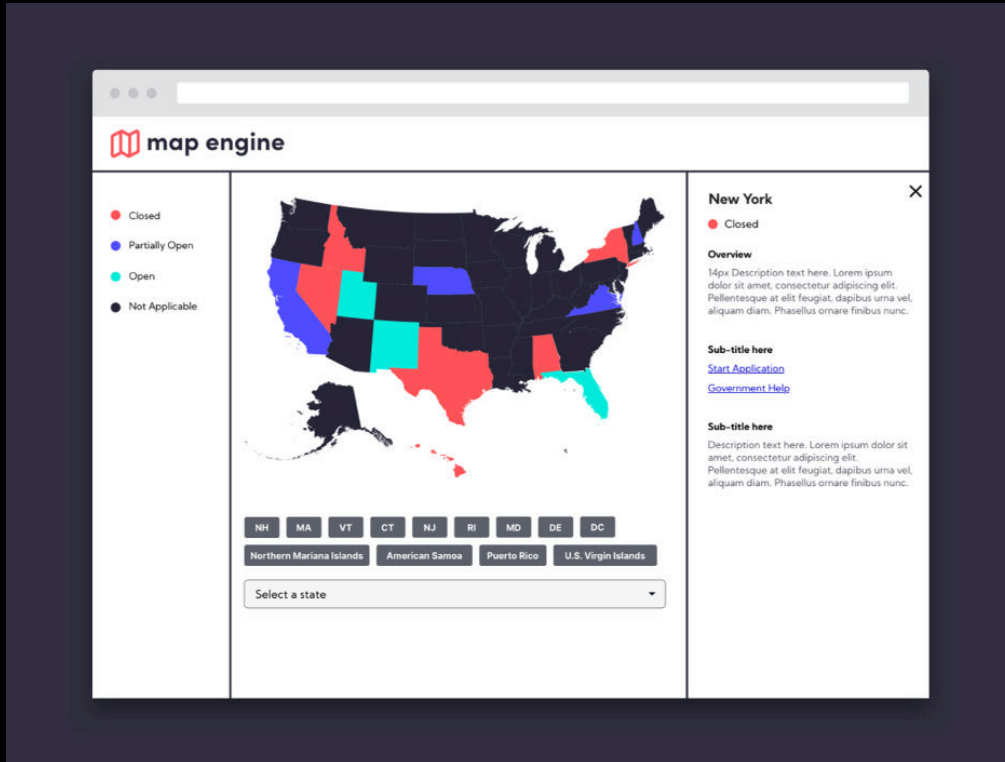 map engine
Closed
Partially Open
Open
Not Applicable
NH MA VT CT NJ RI MD DE DC
Northern Mariana Islands American Samoa Puerto Rico U.S. Virgin Islands
Select a state
New York
Closed
Overview
14px Description text here. Lorem ipsum
dolor sit amet, consectetur adipiscing elit.
Pellentesque at elit feugiat, dapibus urna vel,
aliquam diam. Phasellus ornare finibus nunc.
Sub-title here
Start Application
Government Help
Sub-title here
Description text here. Lorem ipsum dolor sit
amet, consectetur adipiscing elit.
Pellentesque at elit feugiat, dapibus urna vel,
aliquam diam. Phasellus ornare finibus nunc.